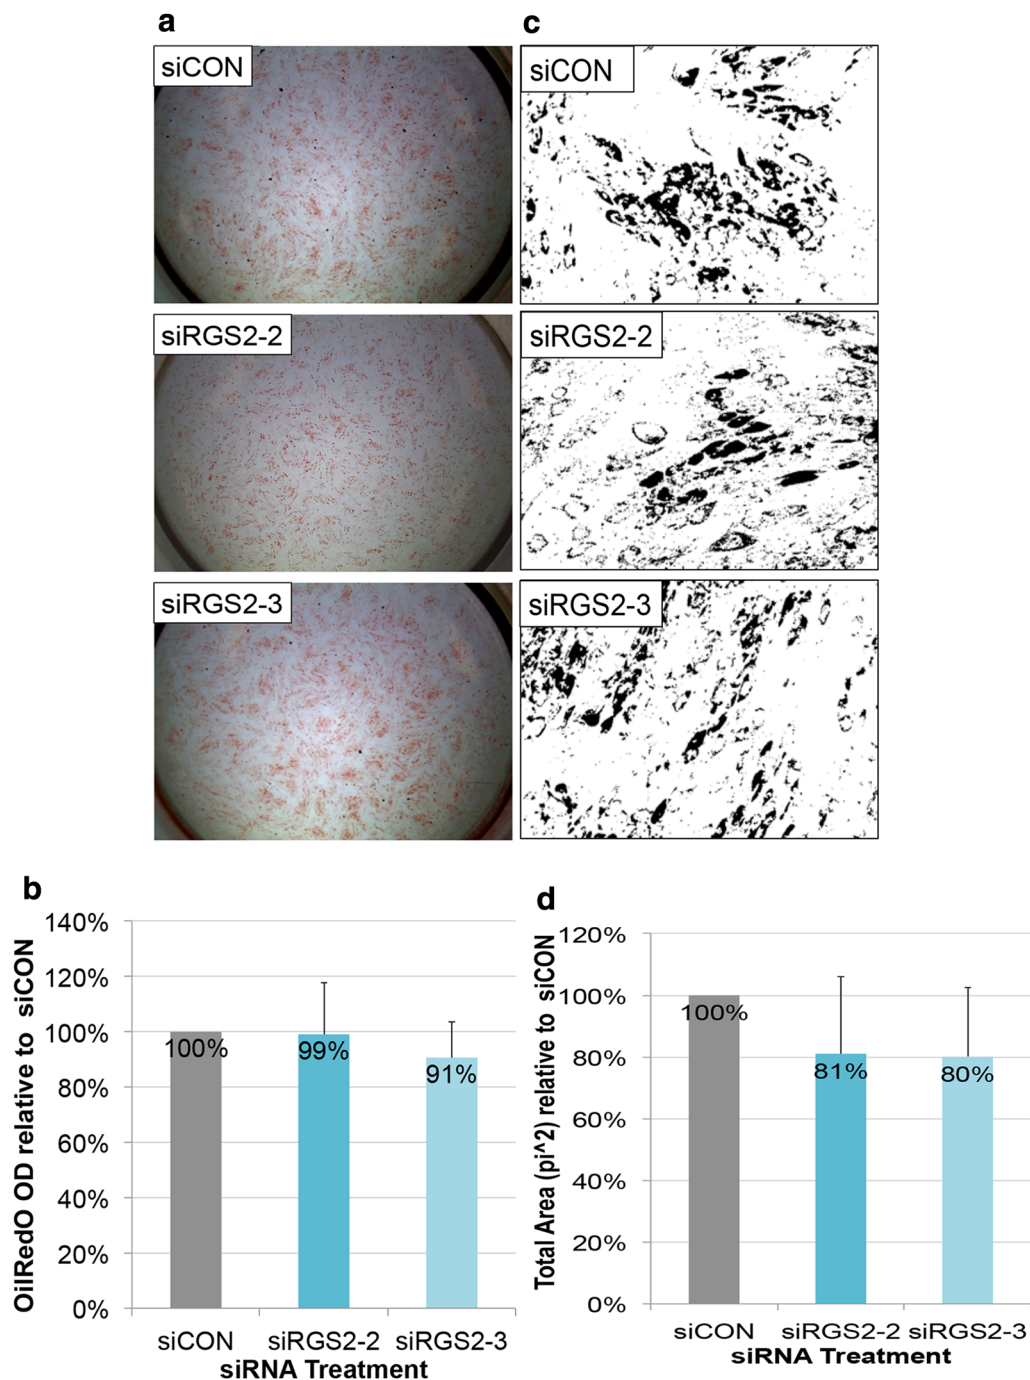 a
siCON
siRGS2-2
siRGS2-3
c
siCON
siRGS2-2
siRGS2-3
b
OilRedO OD relative to siCON
140%
120%
100%
80%
60%
40%
20%
0%
100%
99%
91%
siCON siRGS2-2 siRGS2-3
siRNA Treatment
d
Total Area (pi^2) relative to siCON
120%
100%
80%
60%
40%
20%
0%
100%
81%
80%
siCON siRGS2-2 siRGS2-3
siRNA Treatment